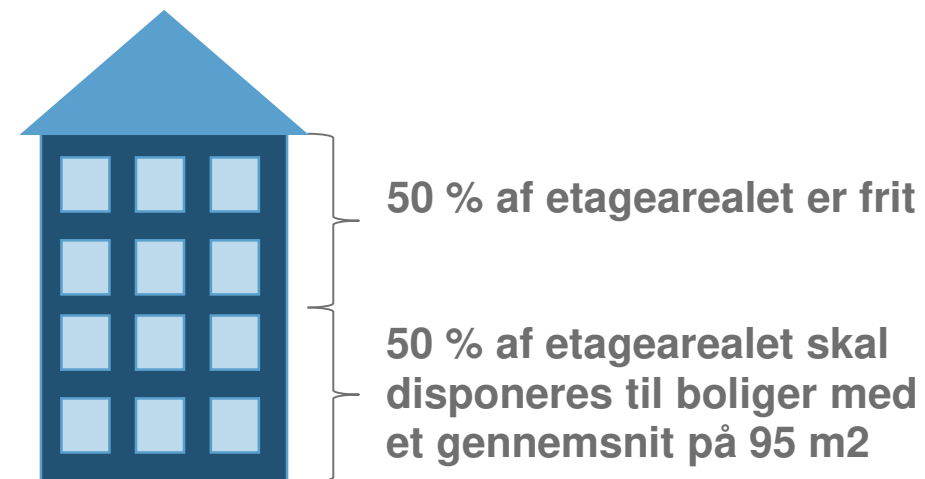 50 % af etagearealet er frit
50 % af etagearealet skal
disponeres til boliger med
et gennemsnit på 95 m2